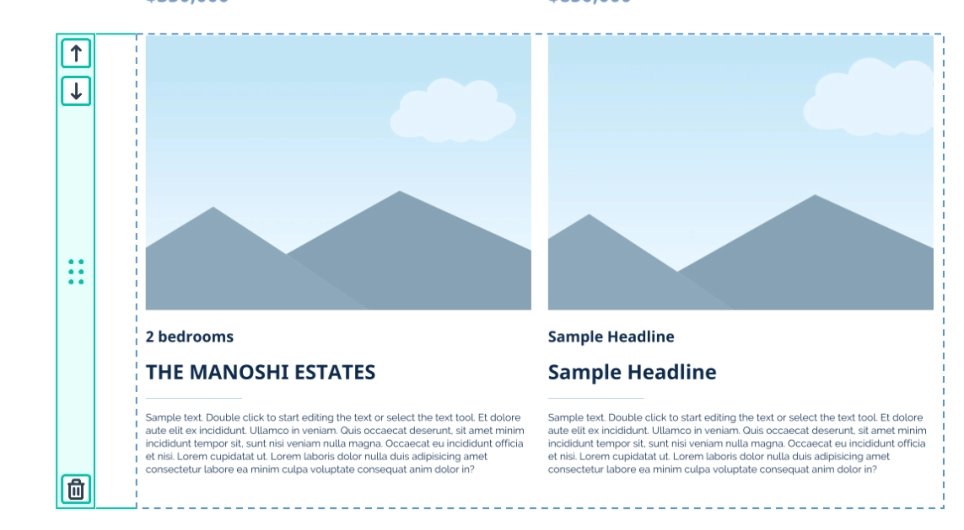 2 bedrooms
THE MANOSHI ESTATES
Sample text. Double click to start editing the text or select the text tool. Et dolore
aute elit ex incididunt. Ullamco in veniam. Quis occaecat deserunt, sit amet minim
incididunt tempor sit, sunt nisi veniam nulla magna. Occaecat eu incididunt officia
et nisi. Lorem cupidatat ut. Lorem laboris dolor nulla duis adipisicing amet
consectetur labore ea minim culpa voluptate consequat anim dolor in?
Sample Headline
Sample Headline
Sample text. Double click to start editing the text or select the text tool. Et dolore
aute elit ex incididunt. Ullamco in veniam. Quis occaecat deserunt, sit amet minim
incididunt tempor sit, sunt nisi veniam nulla magna. Occaecat eu incididunt officia
et nisi. Lorem cupidatat ut. Lorem laboris dolor nulla duis adipisicing amet
consectetur labore ea minim culpa voluptate consequat anim dolor in?